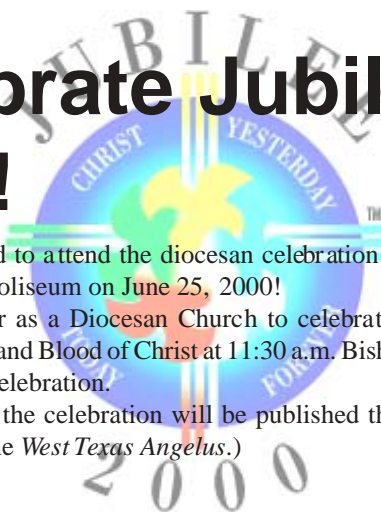 JUBILEE
brate Jubil
!
CHRIST YESTERDAY
d to attend the diocesan celebration
oliseum on June 25, 2000!
r as a Diocesan Church to celebrat
and Blood of Christ at 11:30 a.m. Bish
elebration.
TODAY FOREVER
the celebration will be published th
e West Texas Angelus.)
2000